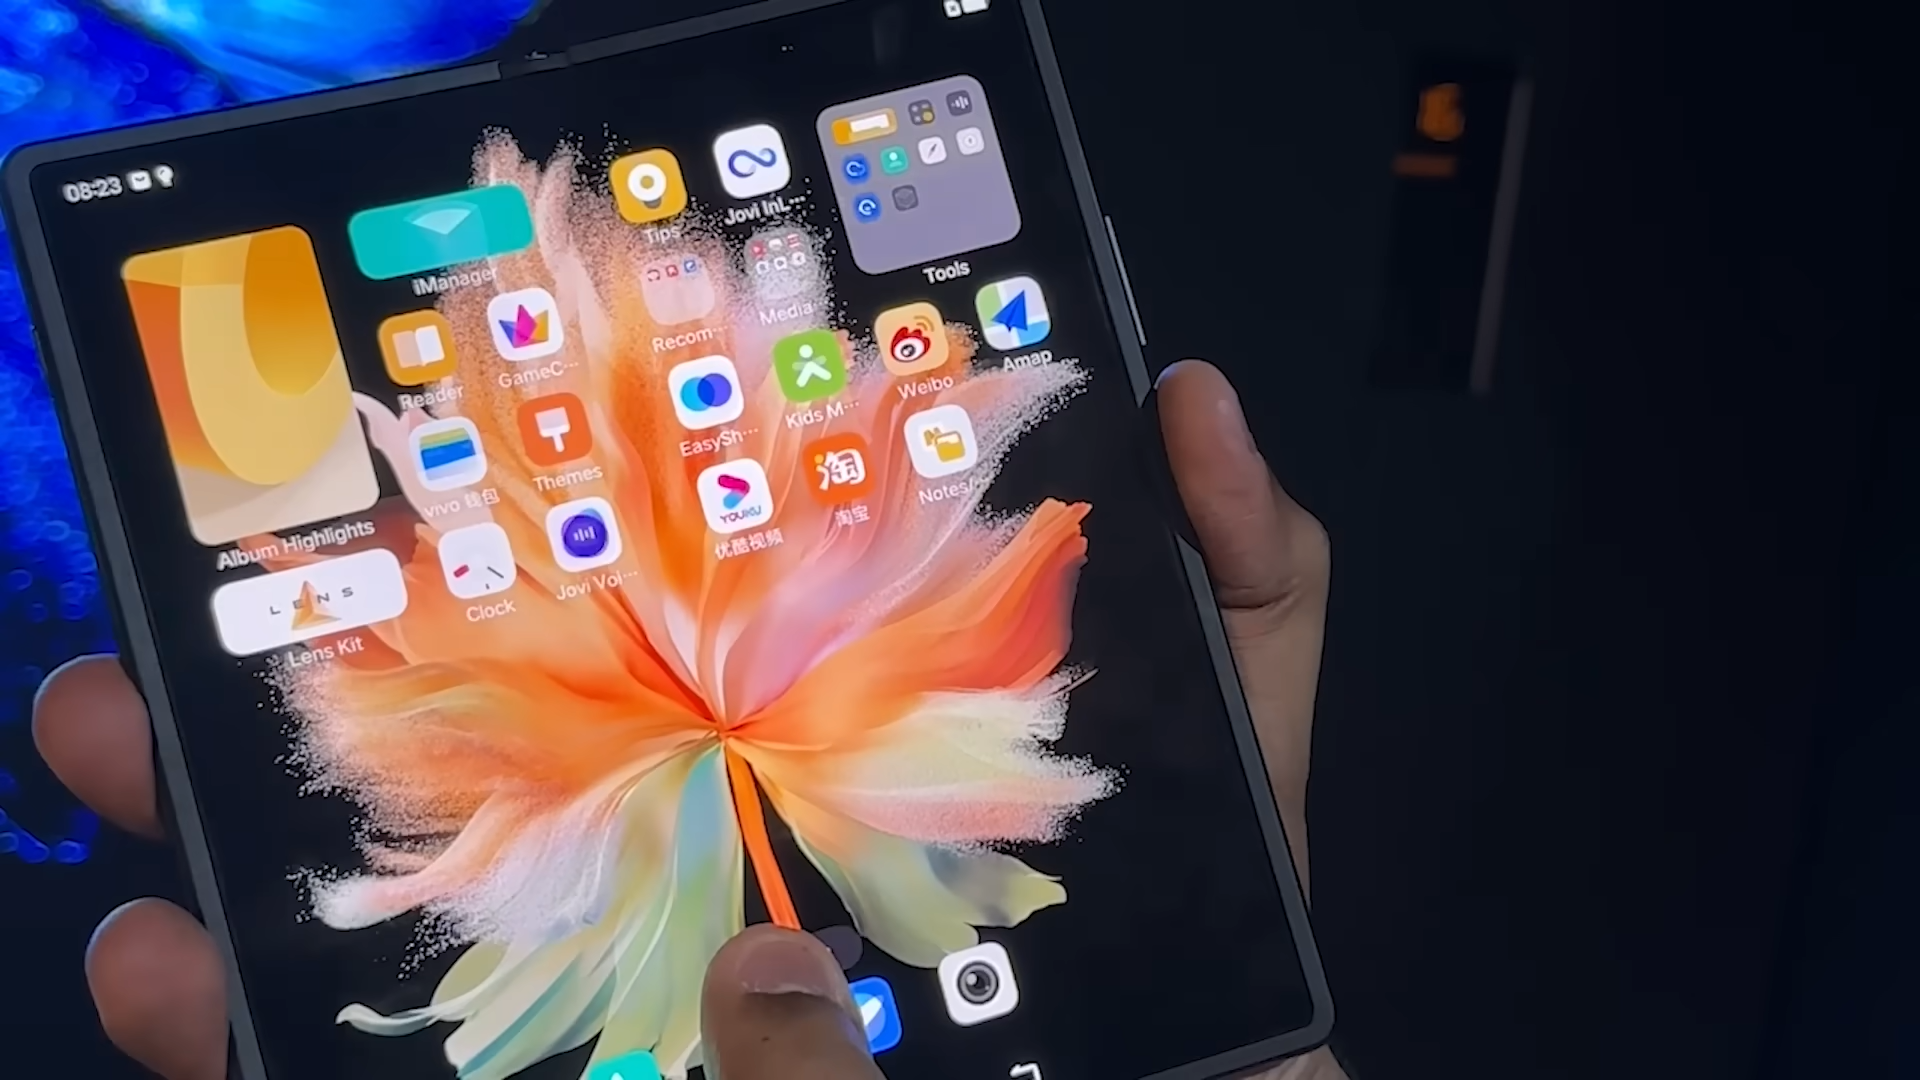 08:23
iManager
Tips
Jovi InL...
Tools
Album Highlights
Reader
GameC...
Recom...
Media
vivo 钱包
Themes
EasySh...
Kids M...
Weibo
Amap
LENS
Lens Kit
Clock
Jovi Voi...
YOUKU
优酷视频
淘
淘宝
Notes